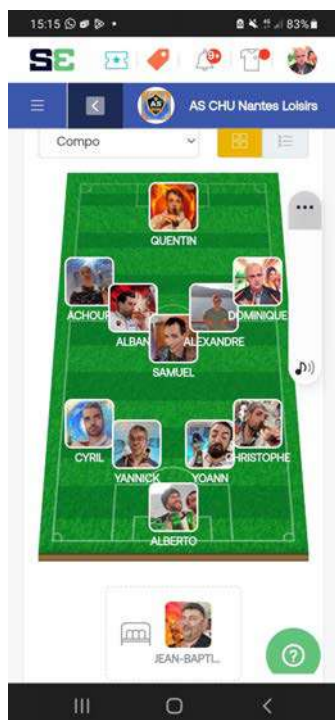 15:15
83%
SE
9+
AS CHU Nantes Loisirs
Compo
QUENTIN
ACHOUR
DOMINIQUE
ALBAN
ALEXANDRE
SAMUEL
CYRIL
CHRISTOPHE
YANNICK
YOANN
ALBERTO
JEAN-BAPTI...